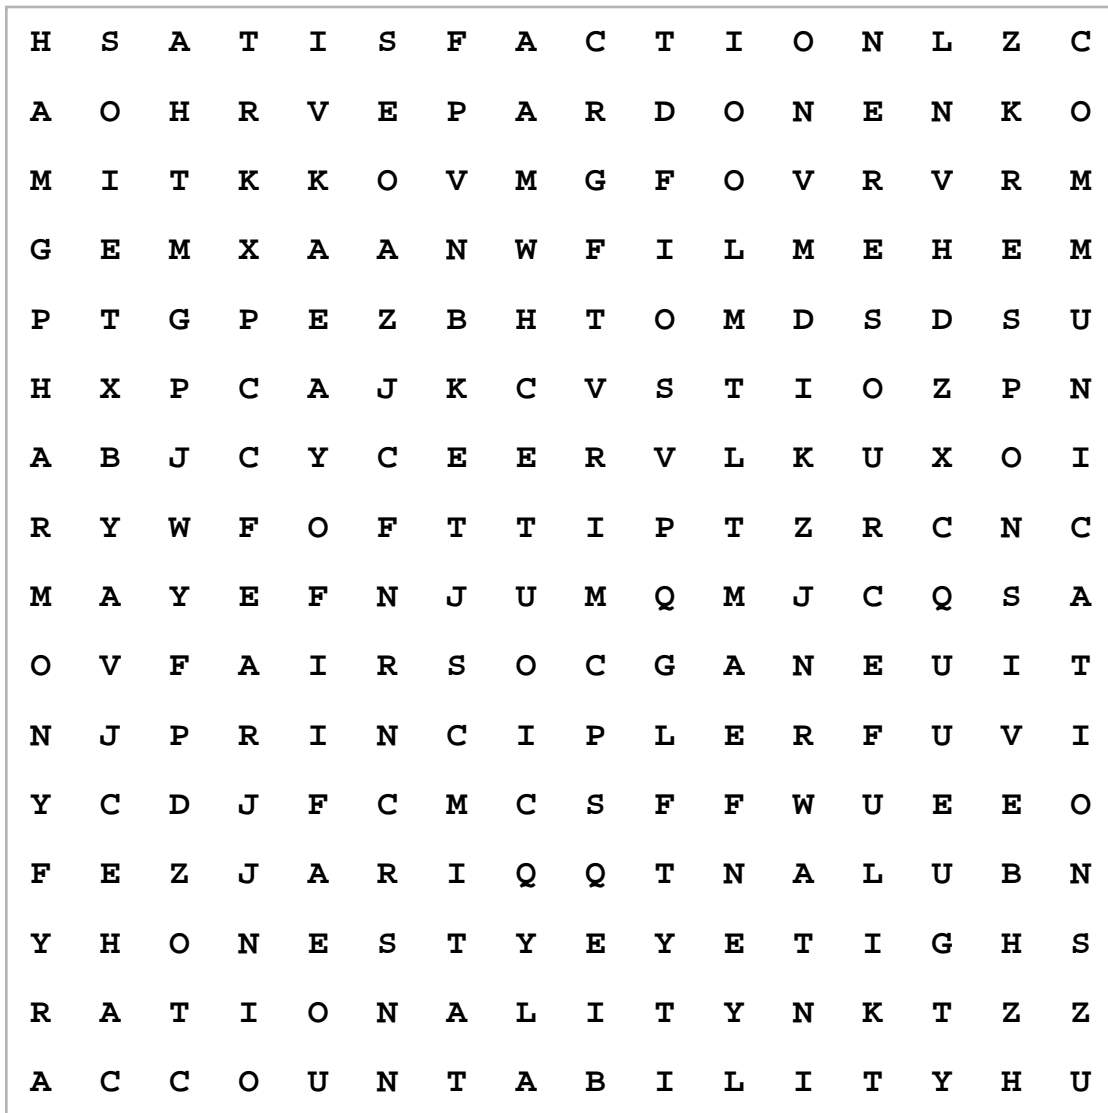 H S A T I S F A C T I O N L Z C
A O H R V E P A R D O N E N K O
M I T K K O V M G F O V R V R M
G E M X A A N W F I L M E H E M
P T G P E Z B H T O M D S D S U
H X P C A J K C V S T I O Z P N
A B J C Y C E E R V L K U X O I
R Y W F O F T T I P T Z R C N C
M A Y E F N J U M Q M J C Q S A
O V F A I R S O C G A N E U I T
N J P R I N C I P L E R F U V I
Y C D J F C M C S F F W U E E O
F E Z J A R I Q Q T N A L U B N
Y H O N E S T Y E Y E T I G H S
R A T I O N A L I T Y N K T Z Z
A C C O U N T A B I L I T Y H U